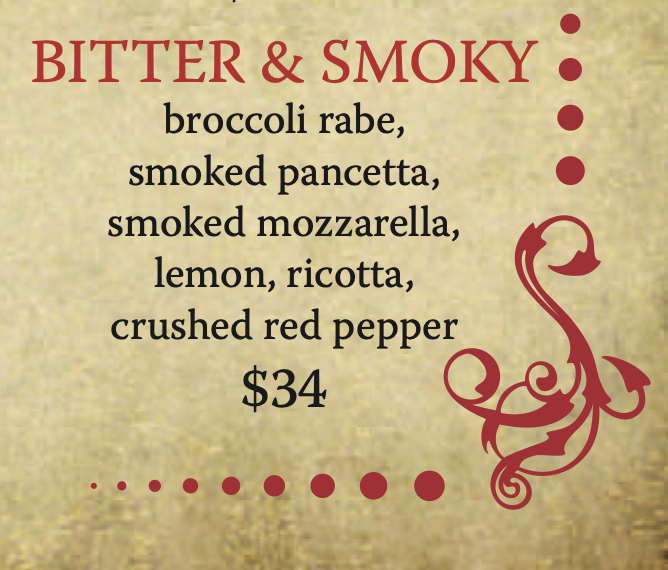 BITTER & SMOKY
broccoli rabe,
smoked pancetta,
smoked mozzarella,
lemon, ricotta,
crushed red pepper
$34